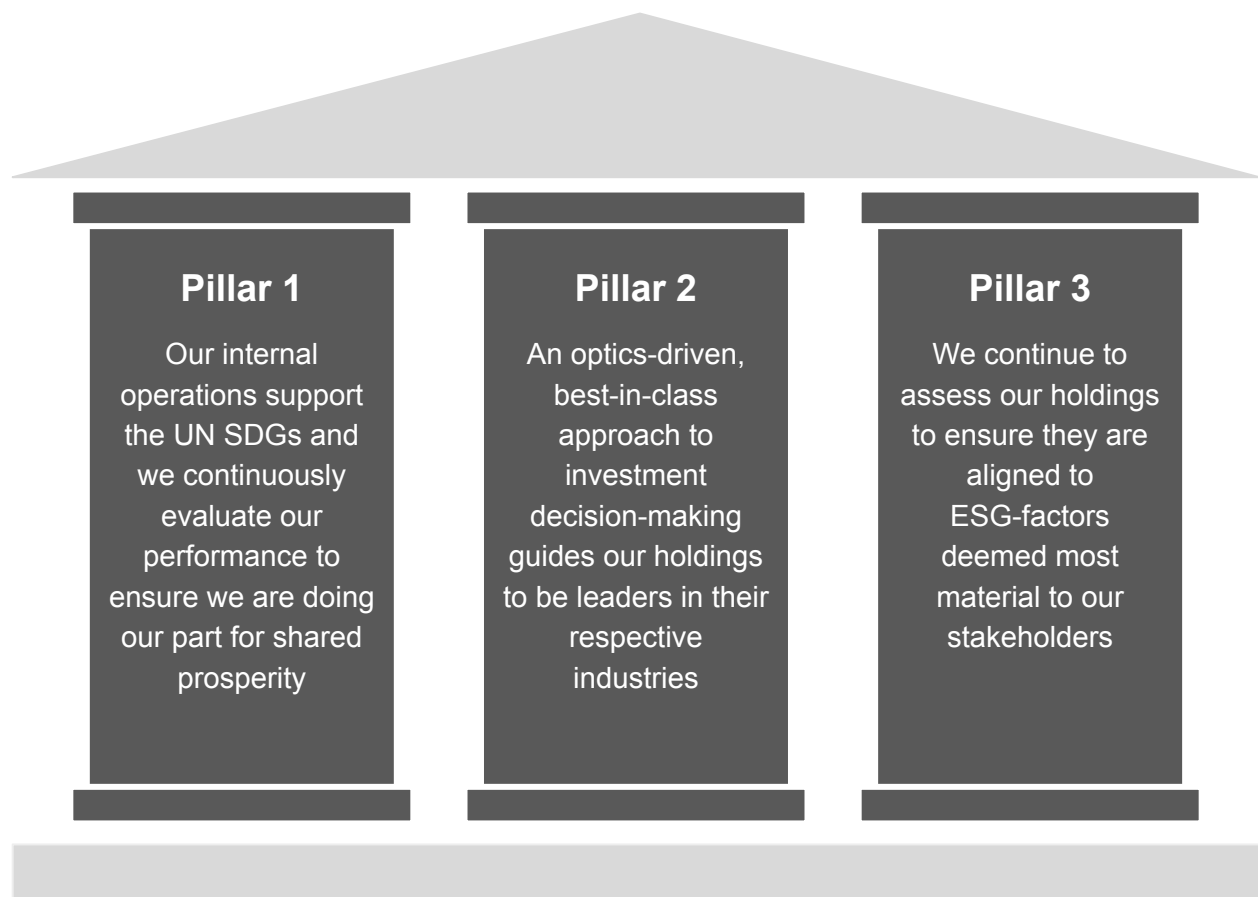 Pillar 1
Our internal
operations support
the UN SDGs and
we continuously
evaluate our
performance to
ensure we are doing
our part for shared
prosperity
Pillar 2
An optics-driven,
best-in-class
approach to
investment
decision-making
guides our holdings
to be leaders in their
respective
industries
Pillar 3
We continue to
assess our holdings
to ensure they are
aligned to
ESG-factors
deemed most
material to our
stakeholders